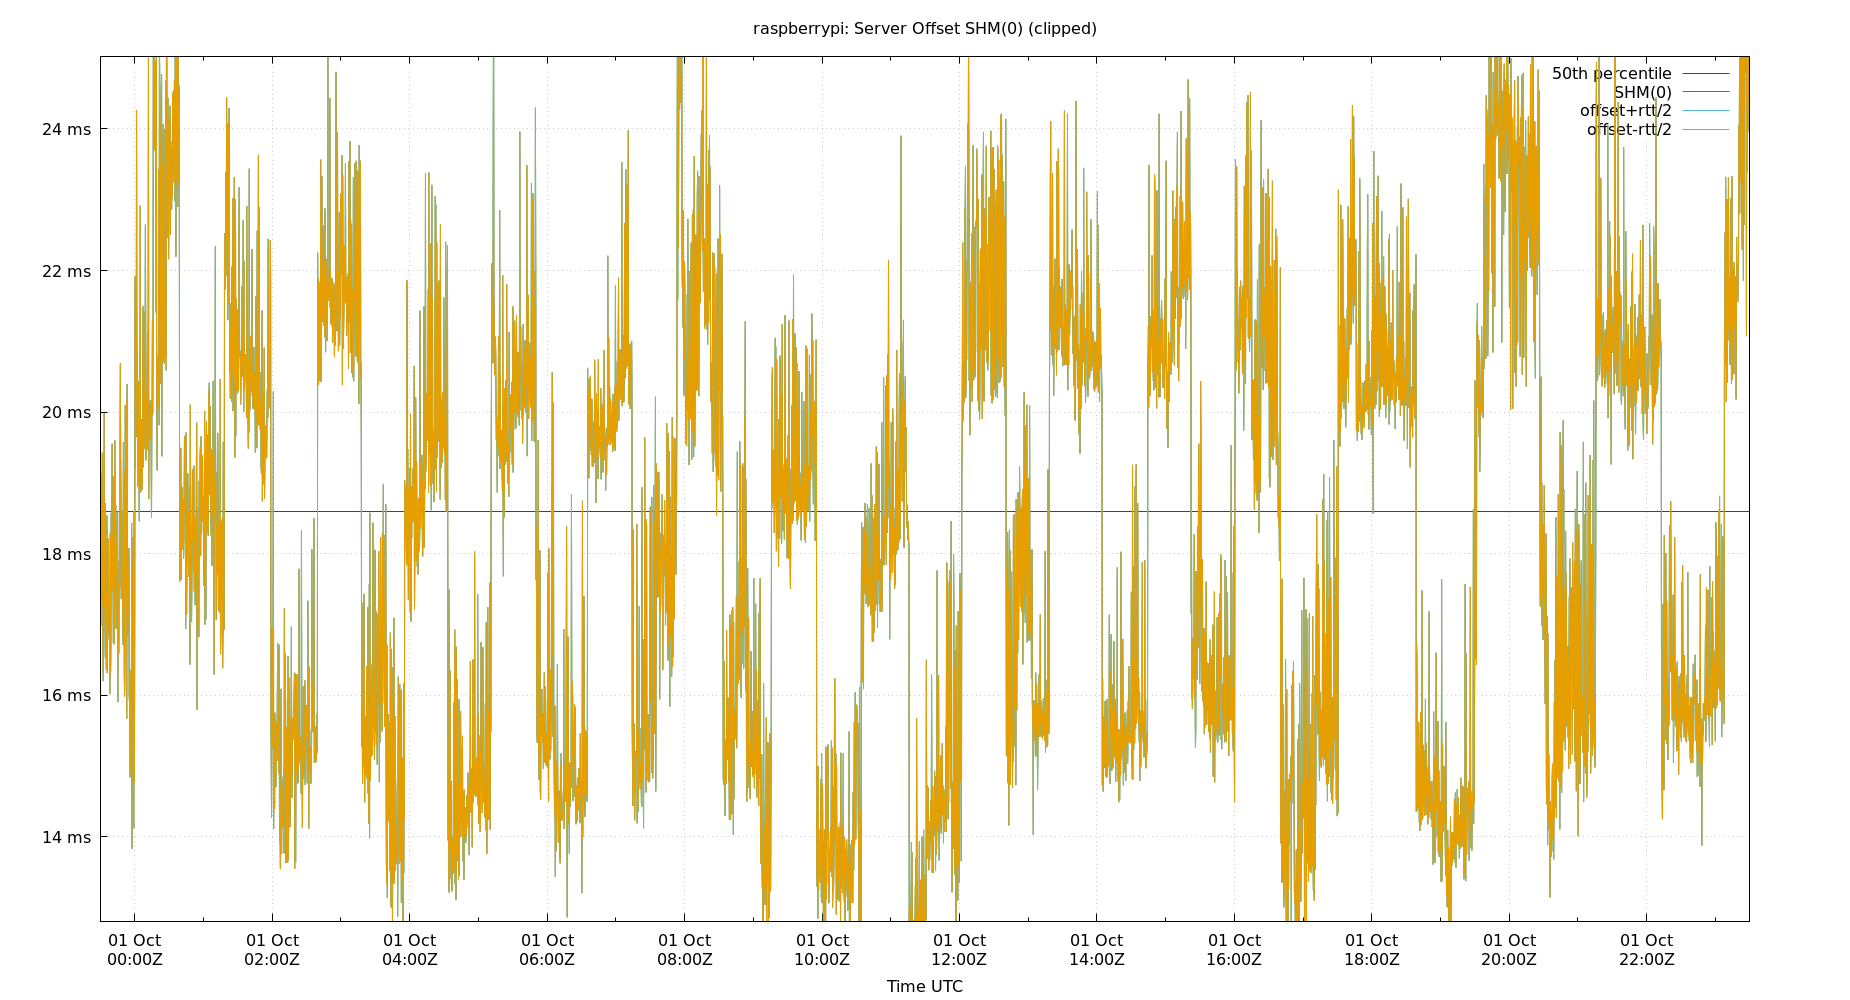 raspberrypi: Server Offset SHM(0) (clipped)
50th percentile
SHM(0)
offset+rtt/2
offset-rtt/2
24 ms
22 ms
20 ms
18 ms
16 ms
14 ms
01 Oct 01 Oct 01 Oct 01 Oct 01 Oct 01 Oct 01 Oct 01 Oct 01 Oct 01 Oct 01 Oct 01 Oct
00:00Z 02:00Z 04:00Z 06:00Z 08:00Z 10:00Z 12:00Z 14:00Z 16:00Z 18:00Z 20:00Z 22:00Z
Time UTC